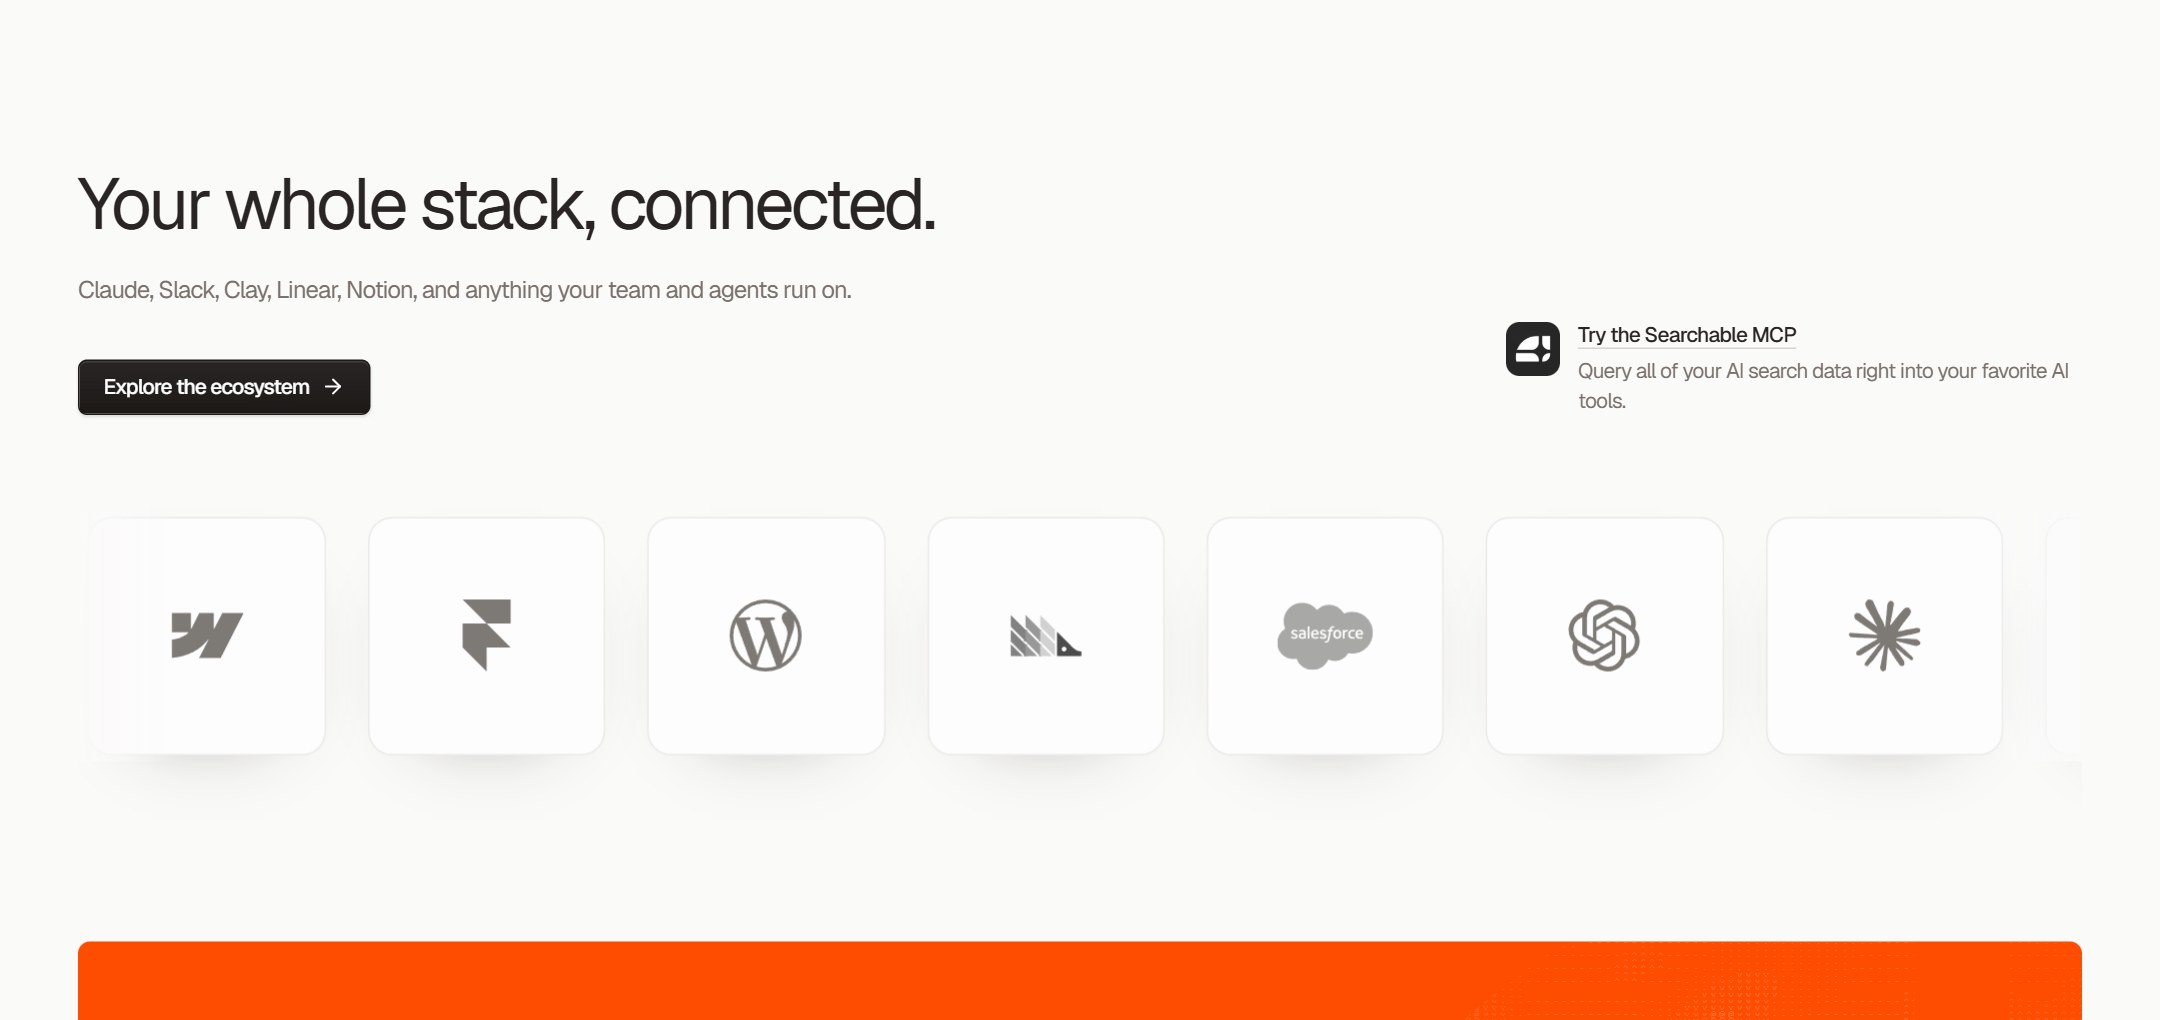 Your whole stack, connected.
Claude, Slack, Clay, Linear, Notion, and anything your team and agents run on.
Explore the ecosystem
Try the Searchable MCP
Query all of your AI search data right into your favorite AI
tools.
salesforce